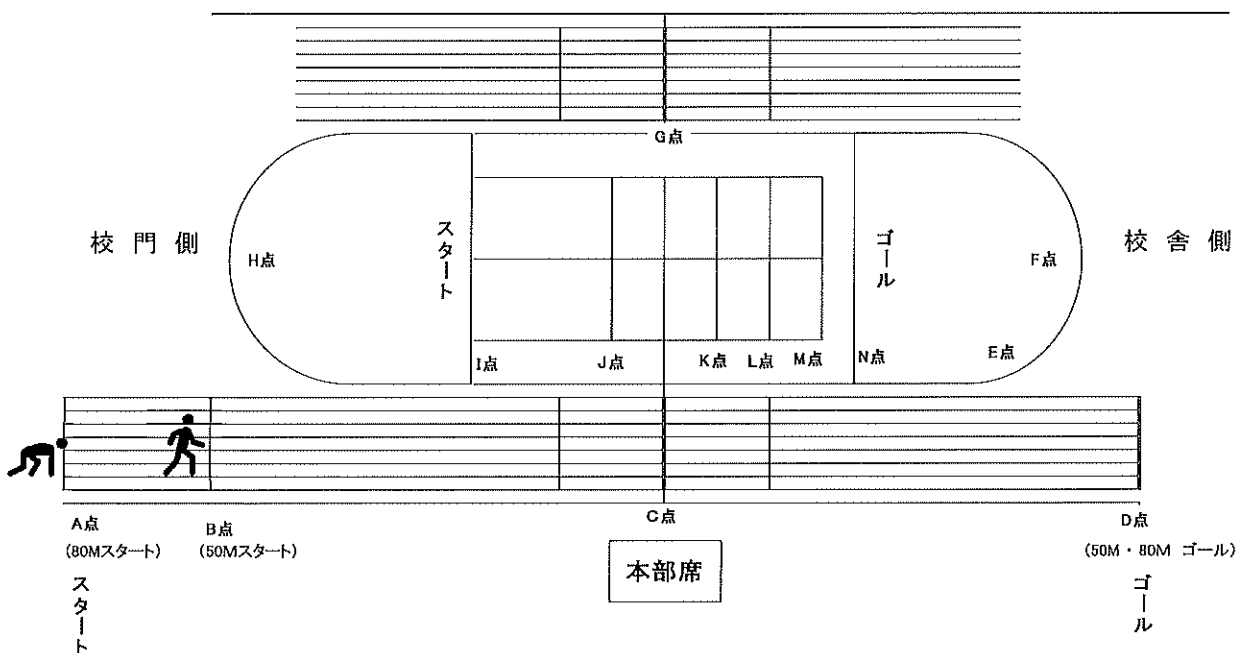 G点
校門側
H点
スタート
ゴール
F点
校舎側
I点
J点
K点
L点
M点
N点
E点
A点
(80Mスタート)
B点
(50Mスタート)
C点
D点
(50M・80M ゴール)
スタート
本部席
ゴール